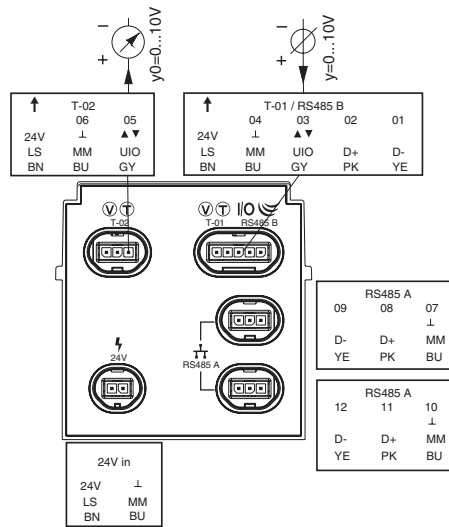 y0=0...10V
+ −
y=0...10V
+ −
T-02
06 05
24V ⊥ ▲▼
LS MM UIO
BN BU GY
T-01 / RS485 B
04 03 02 01
24V ⊥ ▲▼
LS MM UIO D+ D-
BN BU GY PK YE
V T
T-02
V T I/O
T-01 RS485 B
24V
RS485 A
RS485 A
09 08 07
⊥
D- D+ MM
YE PK BU
RS485 A
12 11 10
⊥
D- D+ MM
YE PK BU
24V in
24V ⊥
LS MM
BN BU